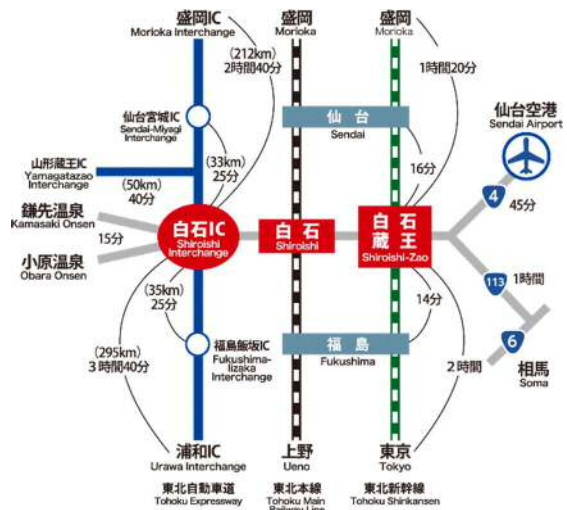 盛岡IC
Morioka Interchange
盛岡
Morioka
盛岡
Morioka
(212km)
2時間40分
1時間20分
仙台宮城IC
Sendai-Miyagi
Interchange
仙台
Sendai
仙台空港
Sendai Airport
山形蔵王IC
Yamagatazao
Interchange
(33km)
25分
16分
(50km)
40分
4
45分
鎌先温泉
Kamasaki Onsen
15分
小原温泉
Obara Onsen
白石IC
Shiroishi
Interchange
白石
Shiroishi
白石
蔵王
Shiroishi-Zao
113
1時間
(35km)
25分
14分
福島飯坂IC
Fukushima-
Iizaka
Interchange
福島
Fukushima
6
相馬
Soma
(295km)
3時間40分
2時間
浦和IC
Urawa Interchange
上野
Ueno
東京
Tokyo
東北自動車道
Tohoku Expressway
東北本線
Tohoku Main
Railway Line
東北新幹線
Tohoku Shinkansen